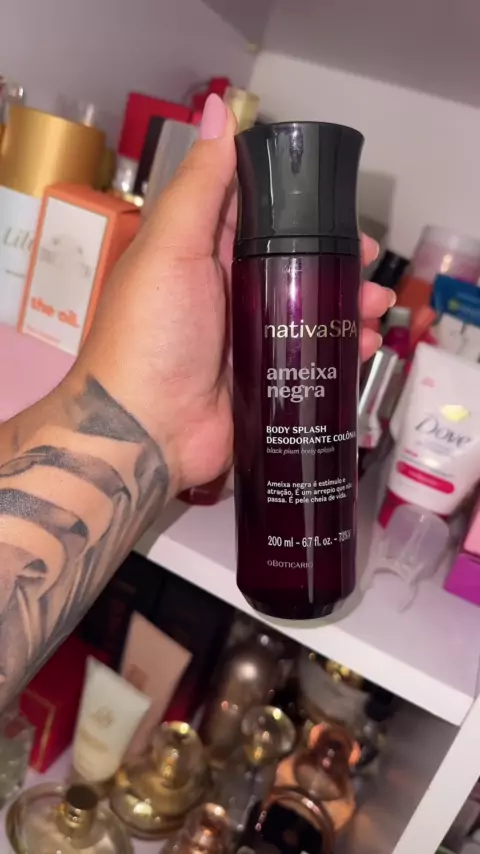 nativaSPA
ameixa
negra
BODY SPLASH
DESODORANTE COLÔNIA
black plum body splash
Ameixa negra é estímulo e
atração. É um arrepio que não
passa. É pele cheia de vida.
200 ml - 6.7 fl. oz. -
OBOTICÁRIO
the oil.
Dove